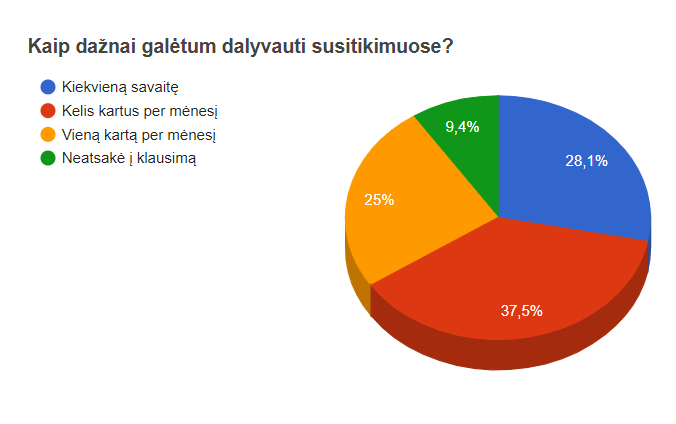 Kaip dažnai galėtum dalyvauti susitikimuose?
Kiekvieną savaitę
Kelis kartus per mėnesį
Vieną kartą per mėnesį
Neatsakė į klausimą
9,4%
28,1%
25%
37,5%